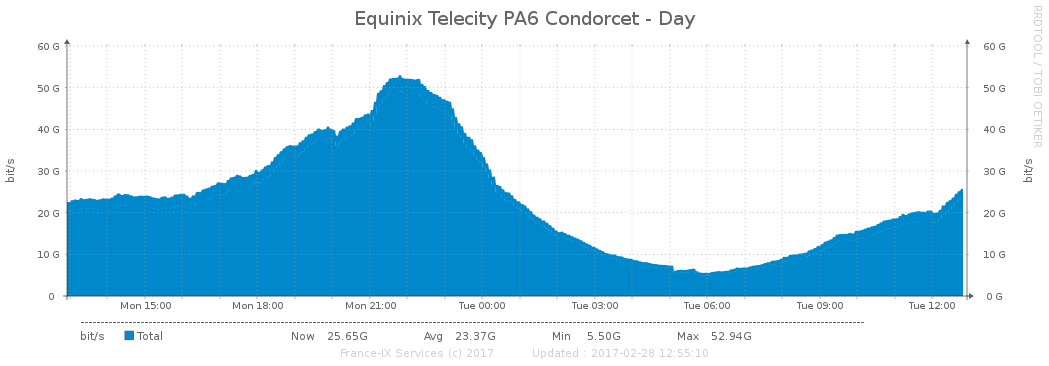 Equinix Telecity PA6 Condorcet - Day
RRDTOOL / TOBI OETIKER
bit/s
60 G 60 G
50 G 50 G
40 G 40 G
30 G 30 G
20 G 20 G
10 G 10 G
0 0 G
bit/s
Mon 15:00 Mon 18:00 Mon 21:00 Tue 00:00 Tue 03:00 Tue 06:00 Tue 09:00 Tue 12:00
bit/s Total Now 25.65G Avg 23.37G Min 5.50G Max 52.94G
France-IX Services (c) 2017 Updated : 2017-02-28 12:55:10